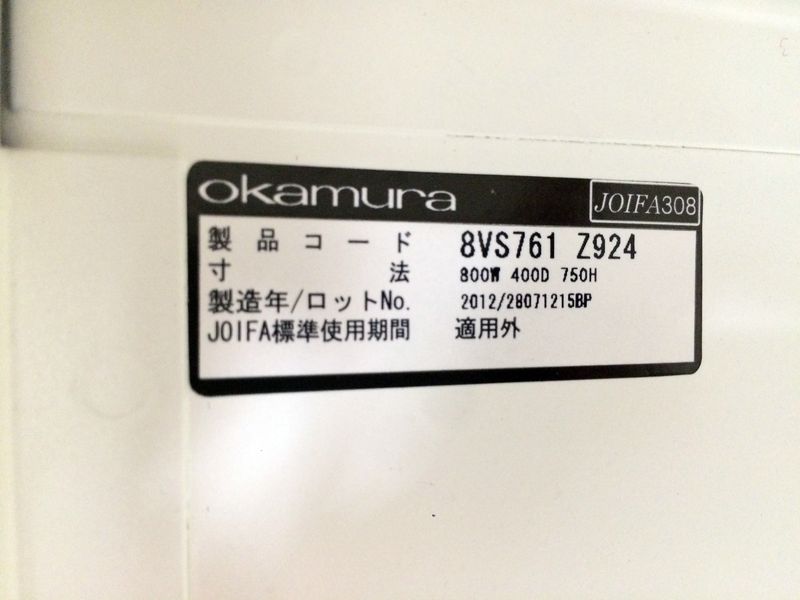 okamura
JOIFA308
製品コード 8VS761 Z924
寸法 800W 400D 750H
製造年/ロットNo. 2012/28071215BP
JOIFA標準使用期間 適用外